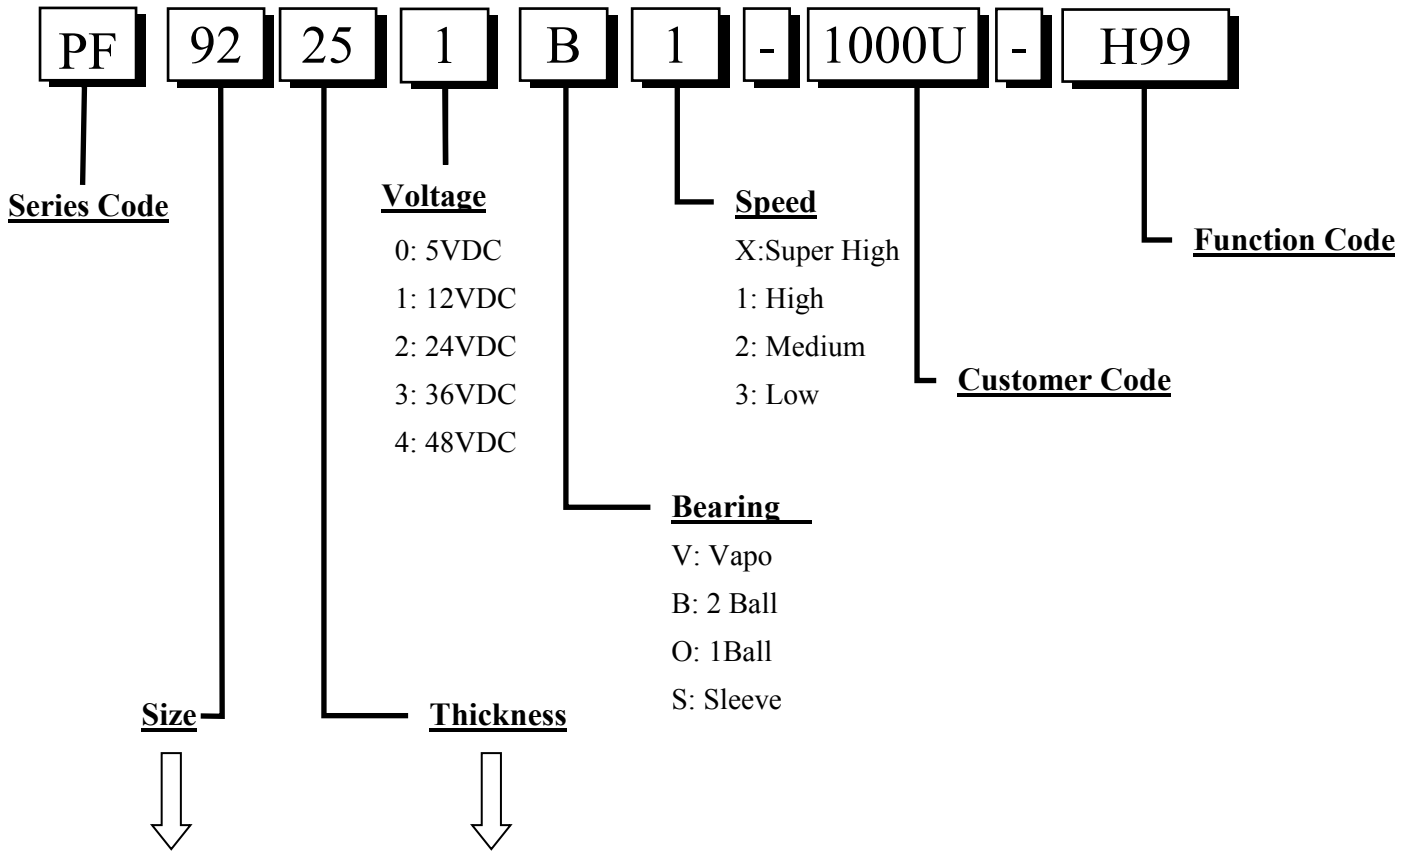 PF 92 25 1 B 1 - 1000U - H99
Series Code
Voltage
0: 5VDC
1: 12VDC
2: 24VDC
3: 36VDC
4: 48VDC
Speed
X:Super High
1: High
2: Medium
3: Low
Function Code
Customer Code
Bearing
V: Vapo
B: 2 Ball
O: 1Ball
S: Sleeve
Size
Thickness